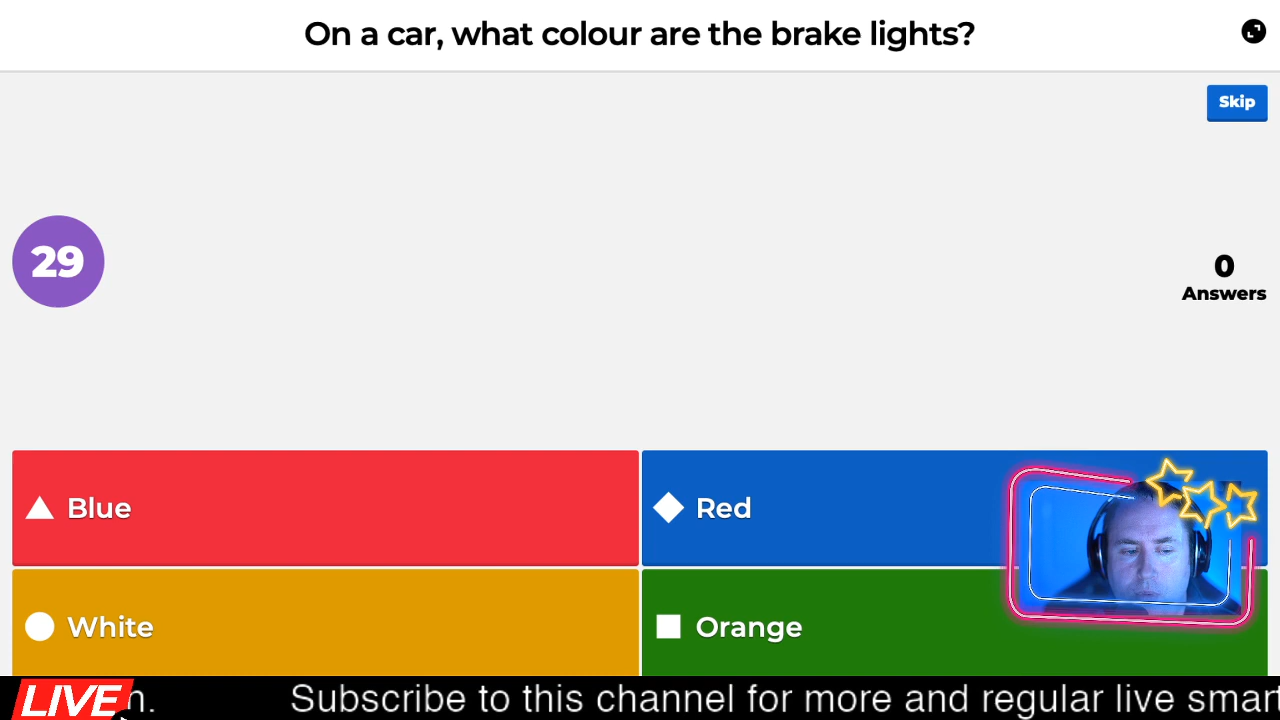 On a car, what colour are the brake lights?
Skip
29
0
Answers
Blue
Red
White
Orange
LIVE
n. Subscribe to this channel for more and regular live smart